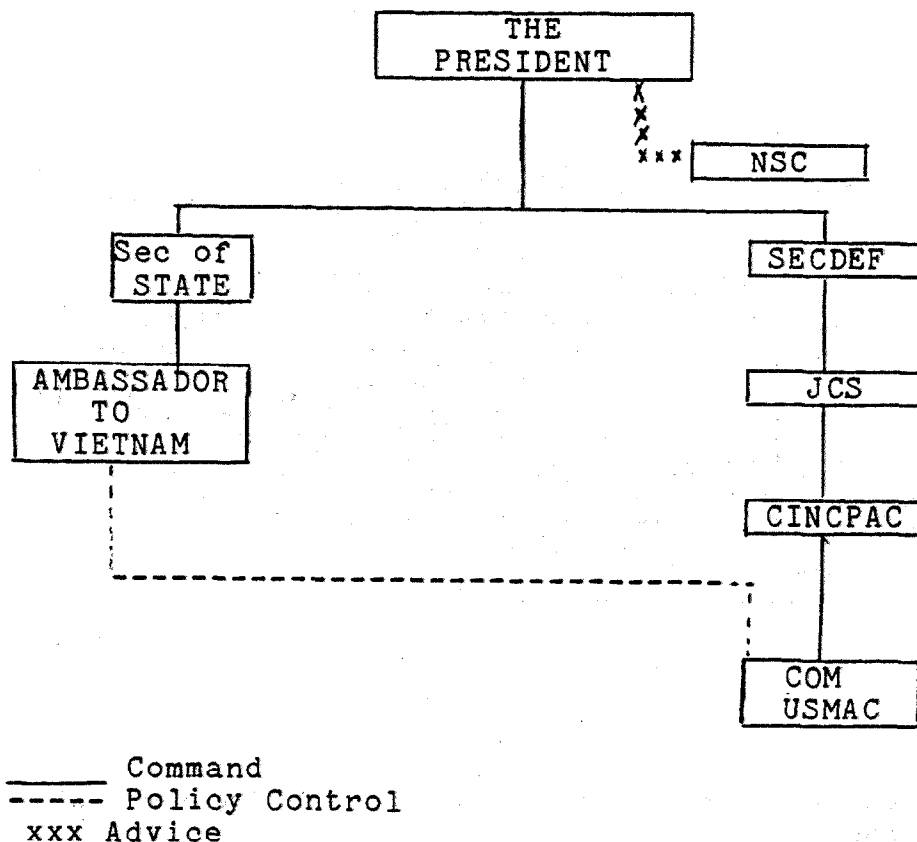 THE
PRESIDENT
xxx
NSC
Sec of
STATE
SECDEF
AMBASSADOR
TO
VIETNAM
JCS
CINCPAC
COM
USMAC
Command
Policy Control
xxx Advice